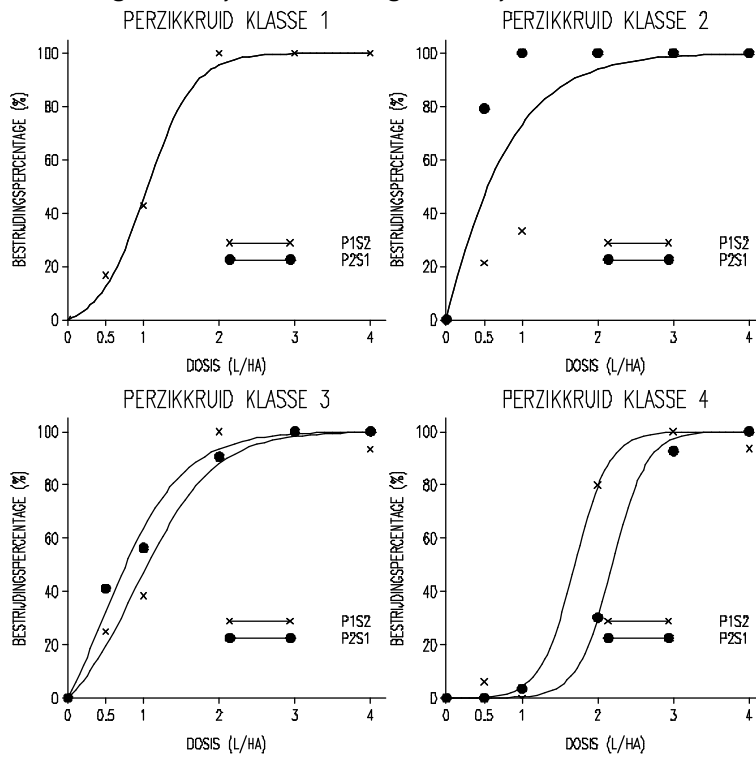 PERZIKKRUID KLASSE 1
BESTRIJDINGSPERCENTAGE (%)
100
80
60
40
20
0
P1S2
P2S1
0 0.5 1 2 3 4
DOSIS (L/HA)
PERZIKKRUID KLASSE 2
BESTRIJDINGSPERCENTAGE (%)
100
80
60
40
20
0
P1S2
P2S1
0 0.5 1 2 3 4
DOSIS (L/HA)
PERZIKKRUID KLASSE 3
BESTRIJDINGSPERCENTAGE (%)
100
80
60
40
20
0
P1S2
P2S1
0 0.5 1 2 3 4
DOSIS (L/HA)
PERZIKKRUID KLASSE 4
BESTRIJDINGSPERCENTAGE (%)
100
80
60
40
20
0
P1S2
P2S1
0 0.5 1 2 3 4
DOSIS (L/HA)